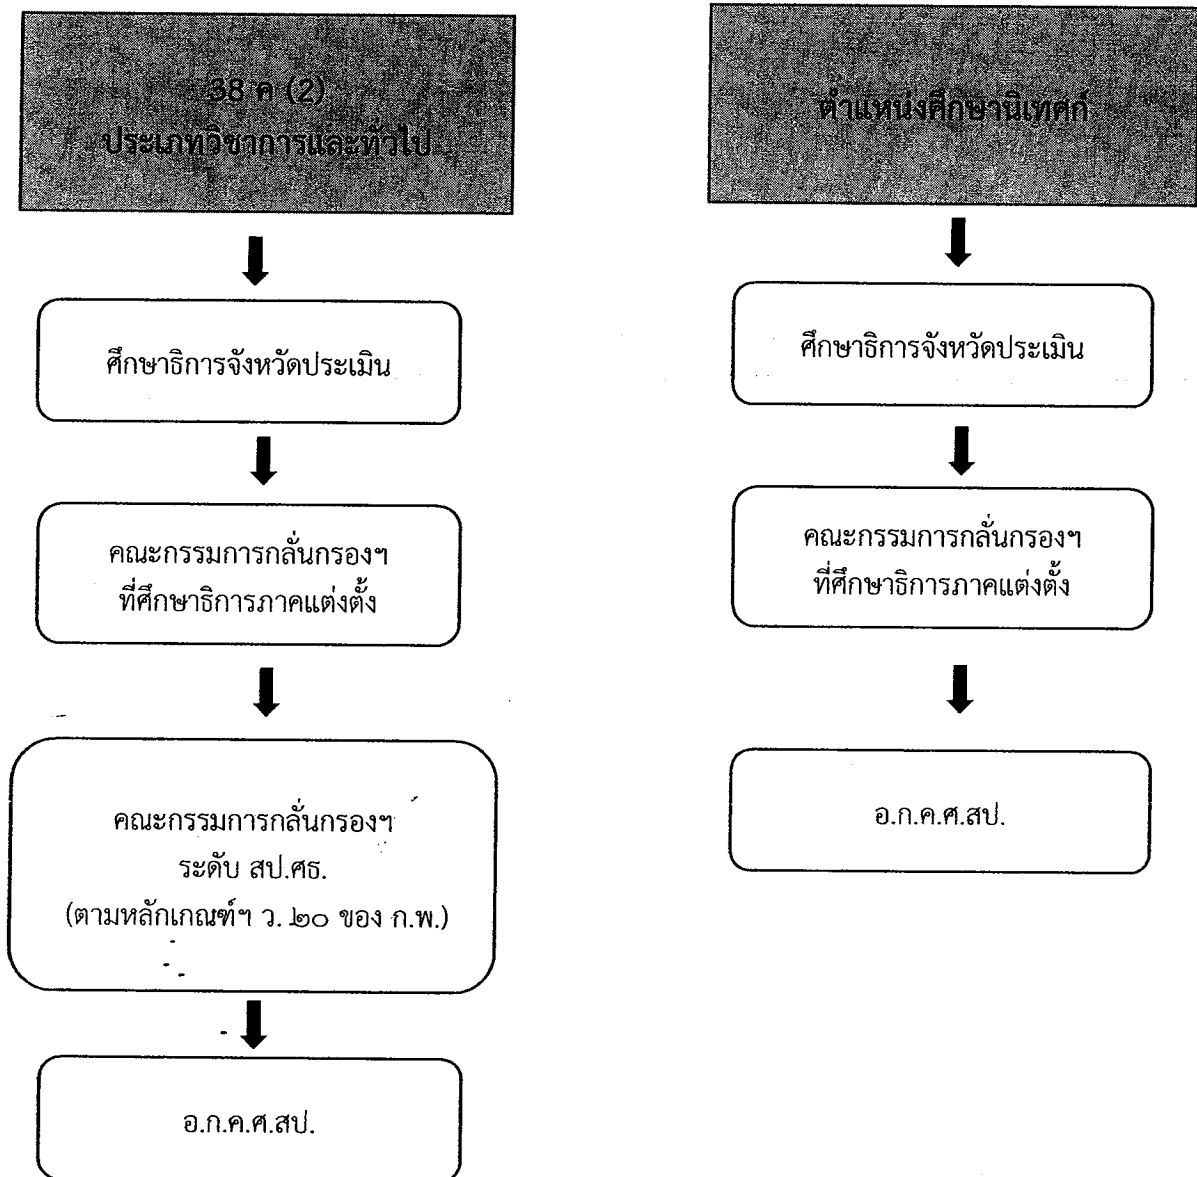 38 ค (2)
ประเภทวิชาการและทั่วไป
ศึกษาธิการจังหวัดประเมิน
คณะกรรมการกลั่นกรองฯ
ที่ศึกษาธิการภาคแต่งตั้ง
คณะกรรมการกลั่นกรองฯ
ระดับ สป.ศธ.
(ตามหลักเกณฑ์ฯ ว. ๒๐ ของ ก.พ.)
อ.ก.ค.ศ.สป.
ตำแหน่งศึกษานิเทศก์
ศึกษาธิการจังหวัดประเมิน
คณะกรรมการกลั่นกรองฯ
ที่ศึกษาธิการภาคแต่งตั้ง
อ.ก.ค.ศ.สป.